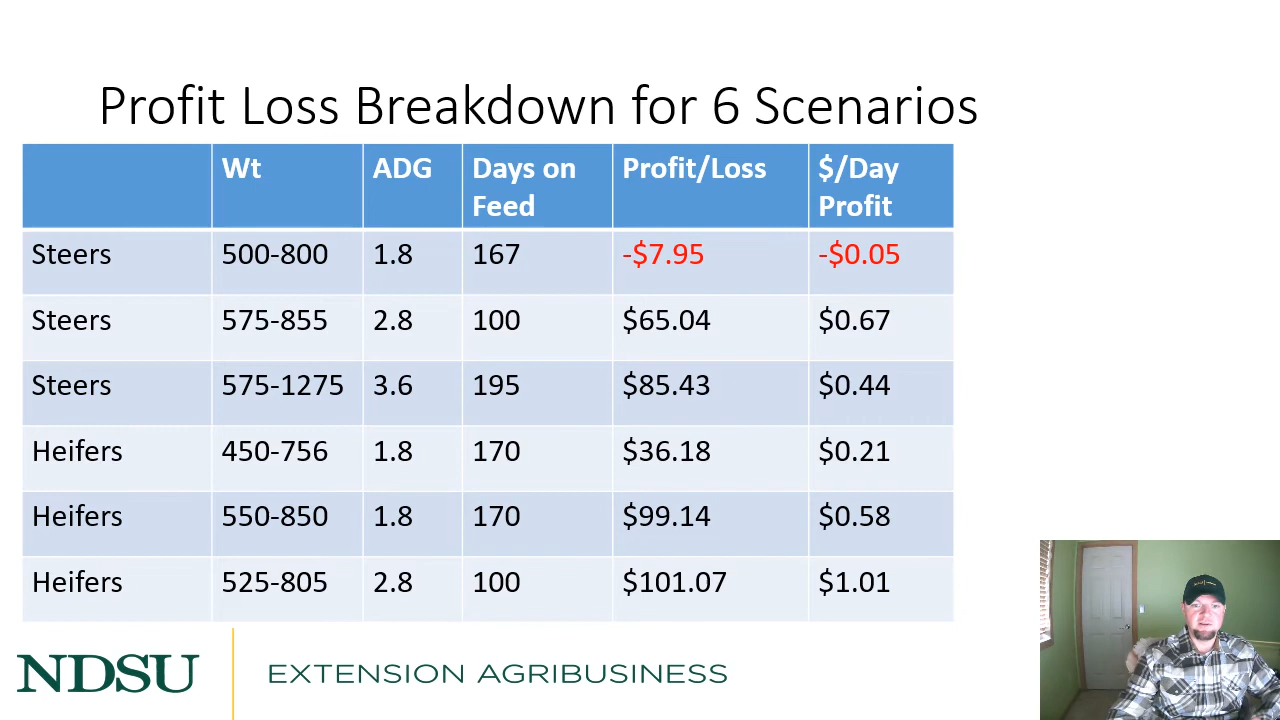 Profit Loss Breakdown for 6 Scenarios
Wt ADG Days on Feed Profit/Loss $/Day Profit
Steers 500-800 1.8 167 -$7.95 -$0.05
Steers 575-855 2.8 100 $65.04 $0.67
Steers 575-1275 3.6 195 $85.43 $0.44
Heifers 450-756 1.8 170 $36.18 $0.21
Heifers 550-850 1.8 170 $99.14 $0.58
Heifers 525-805 2.8 100 $101.07 $1.01
NDSU EXTENSION AGRIBUSINESS